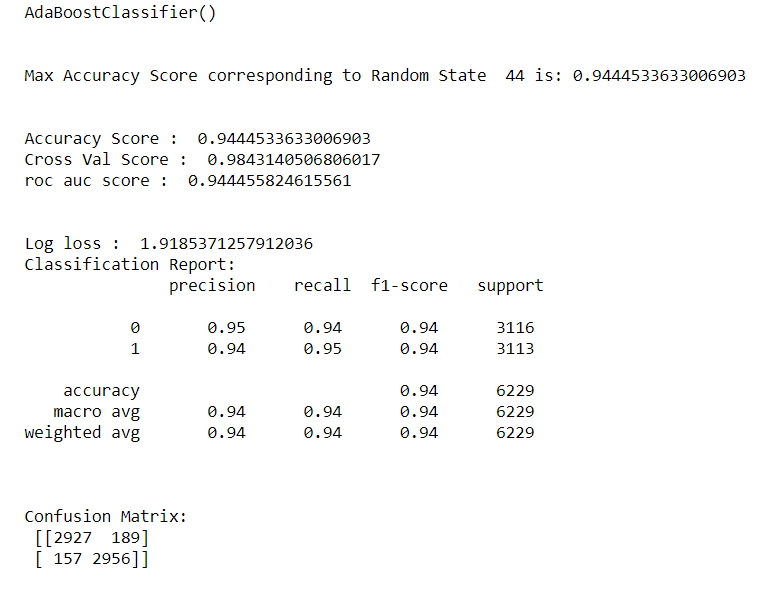 AdaBoostClassifier()
Max Accuracy Score corresponding to Random State  44 is: 0.9444533633006903
Accuracy Score :  0.9444533633006903
Cross Val Score :  0.9843140506806017
roc auc score :  0.944455824615561
Log loss :  1.9185371257912036
Classification Report:
              precision    recall  f1-score   support
           0       0.95      0.94      0.94      3116
           1       0.94      0.95      0.94      3113
    accuracy                           0.94      6229
   macro avg       0.94      0.94      0.94      6229
weighted avg       0.94      0.94      0.94      6229
Confusion Matrix:
 [[2927  189]
 [ 157 2956]]